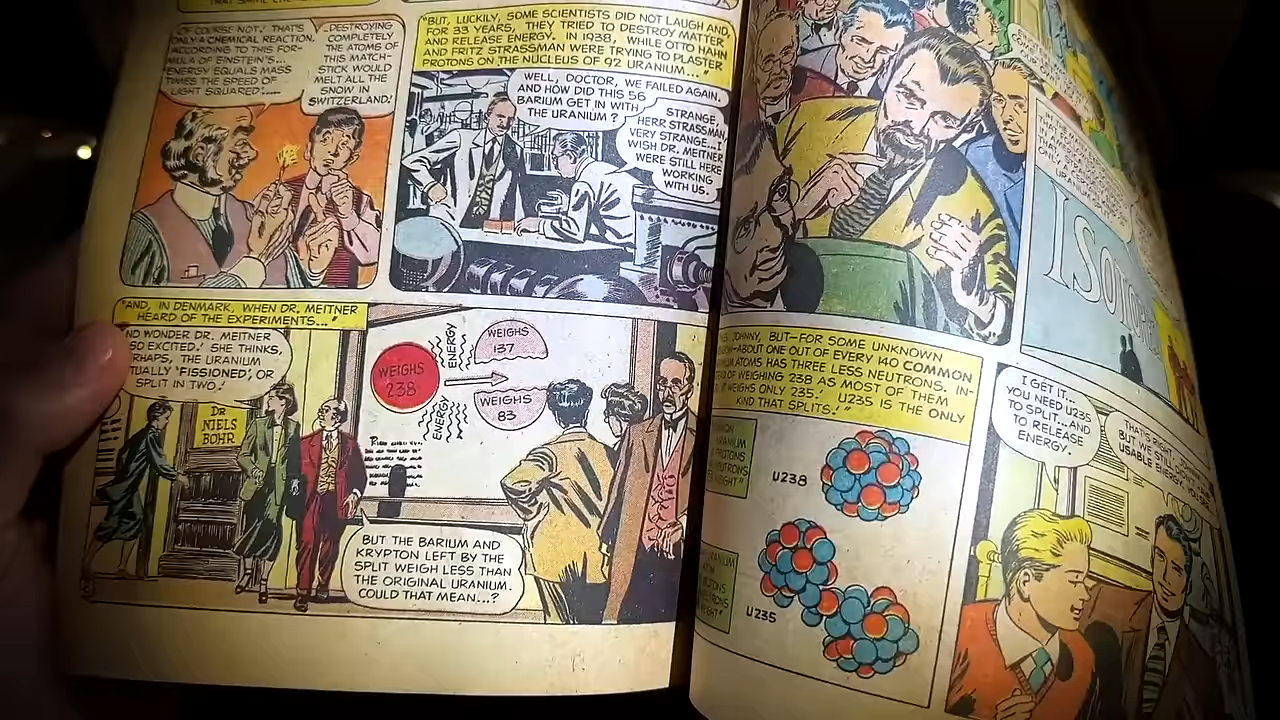 OF COURSE NOT! THAT'S
ONLY A CHEMICAL REACTION.
ACCORDING TO THIS FOR-
MULA OF EINSTEIN'S...
ENERGY EQUALS MASS
TIMES THE SPEED OF
LIGHT SQUARED!.....
...DESTROYING
COMPLETELY
THE ATOMS OF
THIS MATCH-
STICK WOULD
MELT ALL THE
SNOW IN
SWITZERLAND!
"BUT, LUCKILY, SOME SCIENTISTS DID NOT LAUGH AND,
FOR 33 YEARS, THEY TRIED TO DESTROY MATTER
AND RELEASE ENERGY. IN 1938, WHILE OTTO HAHN
AND FRITZ STRASSMAN WERE TRYING TO PLASTER
PROTONS ON THE NUCLEUS OF 92 URANIUM..."
WELL, DOCTOR, WE FAILED AGAIN.
AND HOW DID THIS 56
BARIUM GET IN WITH
THE URANIUM?
STRANGE,
HERR STRASSMAN,
VERY STRANGE...I
WISH DR. MEITNER
WERE STILL HERE
WORKING
WITH US.
"AND, IN DENMARK, WHEN DR. MEITNER
HEARD OF THE EXPERIMENTS..."
WONDER DR. MEITNER
SO EXCITED! SHE THINKS,
THE URANIUM
'FISSIONED', OR
SPLIT IN TWO!
DR
NIELS
BOHR
WEIGHS
238
ENERGY
ENERGY
WEIGHS
137
WEIGHS
83
BUT THE BARIUM AND
KRYPTON LEFT BY THE
SPLIT WEIGH LESS THAN
THE ORIGINAL URANIUM.
COULD THAT MEAN...?
ISOTOPE
JOHNNY, BUT-FOR SOME UNKNOWN
-ABOUT ONE OUT OF EVERY 140 COMMON
ATOMS HAS THREE LESS NEUTRONS.
OF WEIGHING 238 AS MOST OF THEM
WEIGHS ONLY 235. U235 IS THE ONLY
KIND THAT SPLITS!"
U238
U235
I GET IT...
YOU NEED U235
TO SPLIT...AND
TO RELEASE
ENERGY.
THAT'S RIGHT, JOHNNY.
BUT WE STILL
USABLE ENERGY